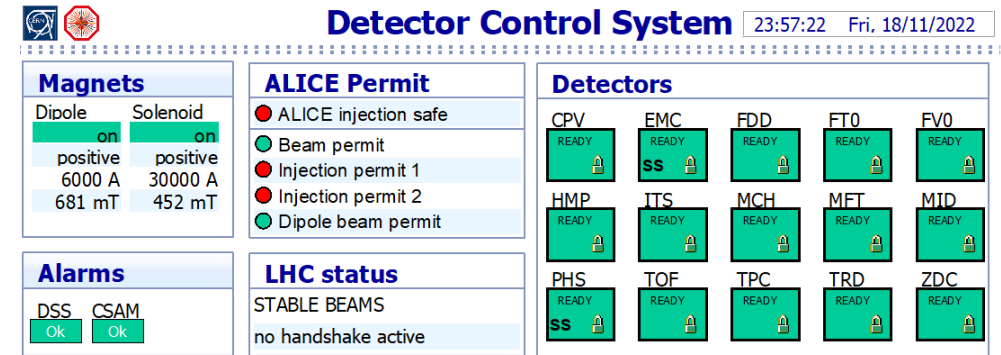 CERN
Detector Control System
23:57:22 Fri, 18/11/2022
Magnets
Dipole Solenoid
on on
positive positive
6000 A 30000 A
681 mT 452 mT
ALICE Permit
ALICE injection safe
Beam permit
Injection permit 1
Injection permit 2
Dipole beam permit
Detectors
CPV EMC FDD FT0 FV0
READY READY READY READY READY
SS
HMP ITS MCH MFT MID
READY READY READY READY READY
PHS TOF TPC TRD ZDC
READY READY READY READY READY
SS
Alarms
DSS CSAM
Ok Ok
LHC status
STABLE BEAMS
no handshake active